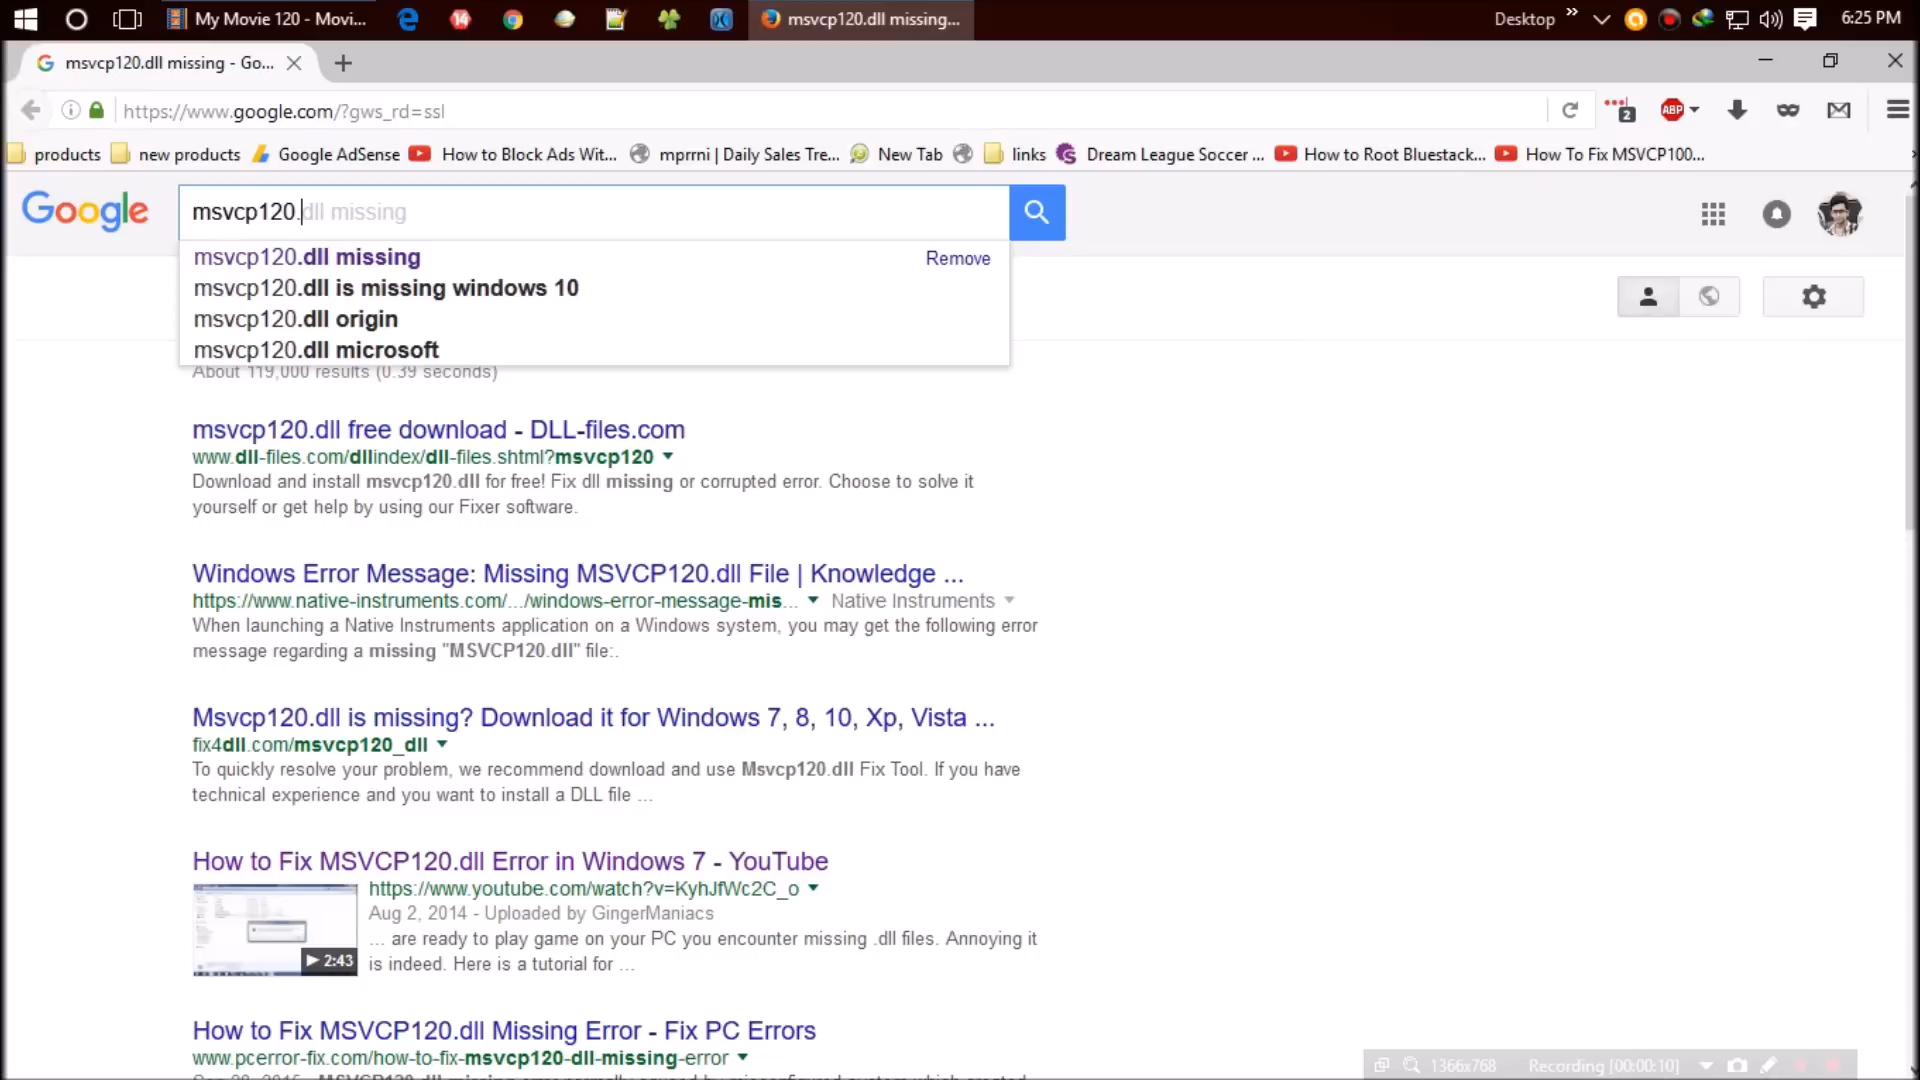 My Movie 120 - Movi...
14
msvcp120.dll missing...
Desktop
6:25 PM
msvcp120.dll missing - Go...
https://www.google.com/?gws_rd=ssl
2
ABP
products
new products
Google AdSense
How to Block Ads Wit...
mprrni | Daily Sales Tre...
New Tab
links
Dream League Soccer ...
How to Root Bluestack...
How To Fix MSVCP100...
Google
msvcp120.dll missing
msvcp120.dll missing
Remove
msvcp120.dll is missing windows 10
msvcp120.dll origin
msvcp120.dll microsoft
About 119,000 results (0.39 seconds)
msvcp120.dll free download - DLL-files.com
www.dll-files.com/dllindex/dll-files.shtml?msvcp120
Download and install msvcp120.dll for free! Fix dll missing or corrupted error. Choose to solve it
yourself or get help by using our Fixer software.
Windows Error Message: Missing MSVCP120.dll File | Knowledge ...
https://www.native-instruments.com/.../windows-error-message-mis... Native Instruments
When launching a Native Instruments application on a Windows system, you may get the following error
message regarding a missing "MSVCP120.dll" file:.
Msvcp120.dll is missing? Download it for Windows 7, 8, 10, Xp, Vista ...
fix4dll.com/msvcp120_dll
To quickly resolve your problem, we recommend download and use Msvcp120.dll Fix Tool. If you have
technical experience and you want to install a DLL file ...
How to Fix MSVCP120.dll Error in Windows 7 - YouTube
https://www.youtube.com/watch?v=KyhJfWc2C_o
Aug 2, 2014 - Uploaded by GingerManiacs
... are ready to play game on your PC you encounter missing .dll files. Annoying it
is indeed. Here is a tutorial for ...
2:43
How to Fix MSVCP120.dll Missing Error - Fix PC Errors
www.pcerror-fix.com/how-to-fix-msvcp120-dll-missing-error
1366x768
Recording [00:00:10]